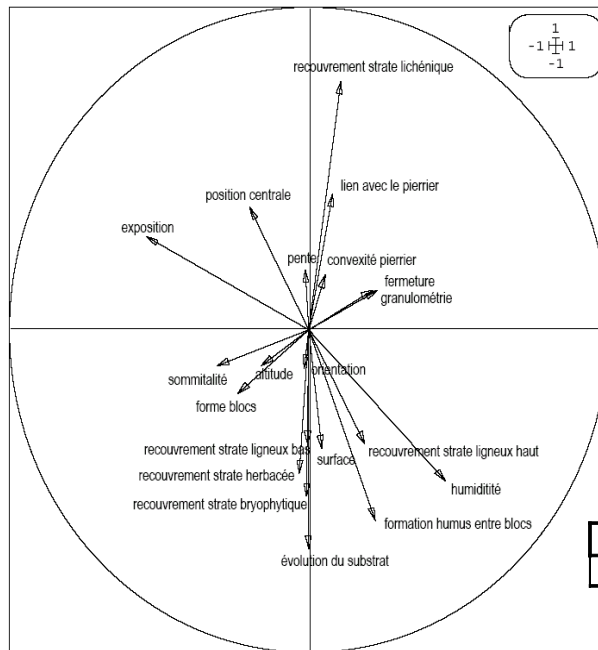 1
-1 1
-1
recouvrement strate lichénique
lien avec le pierrier
position centrale
exposition
pente
convexité pierrier
fermeture
granulométrie
orientation
altitude
sommitalité
forme blocs
recouvrement strate ligneux bas
surface
recouvrement strate ligneux haut
recouvrement strate herbacée
humiditité
recouvrement strate bryophytique
formation humus entre blocs
évolution du substrat